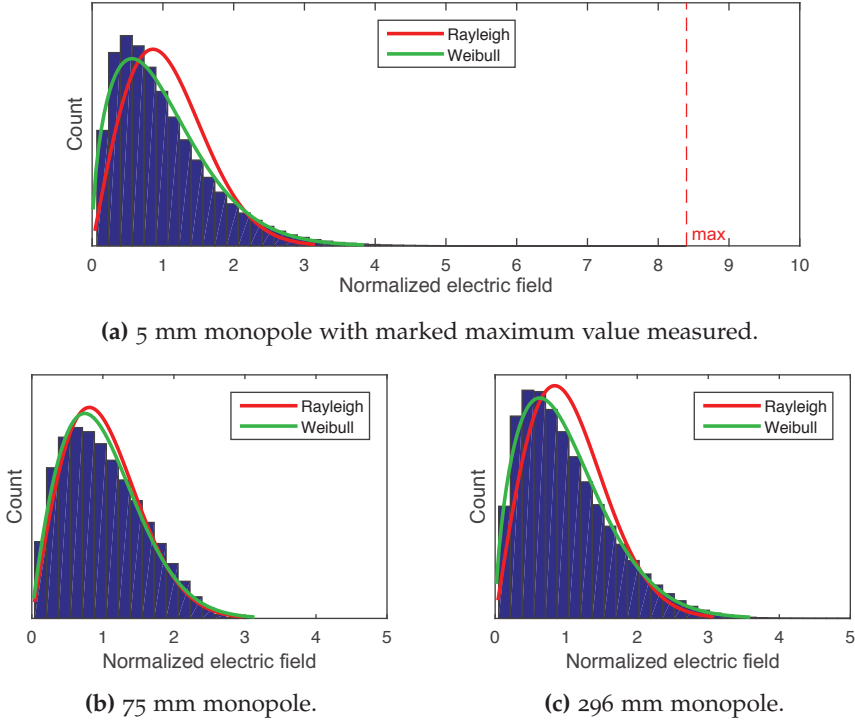 Rayleigh
Weibull
Count
max
0 1 2 3 4 5 6 7 8 9 10
Normalized electric field
(a) 5 mm monopole with marked maximum value measured.
Rayleigh
Weibull
Count
0 1 2 3 4 5
Normalized electric field
(b) 75 mm monopole.
Rayleigh
Weibull
Count
0 1 2 3 4 5
Normalized electric field
(c) 296 mm monopole.